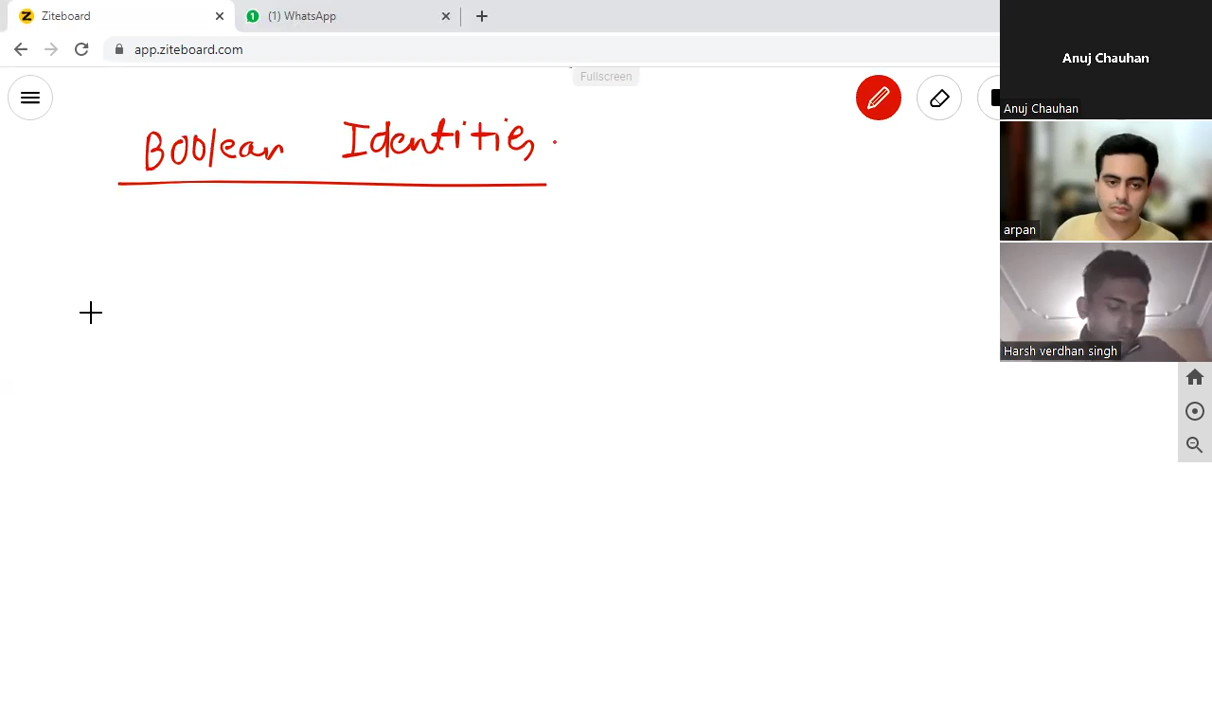 Ziteboard
(1) WhatsApp
app.ziteboard.com
Fullscreen
Boolean Identities.
Anuj Chauhan
Anuj Chauhan
arpan
Harsh verdhan singh